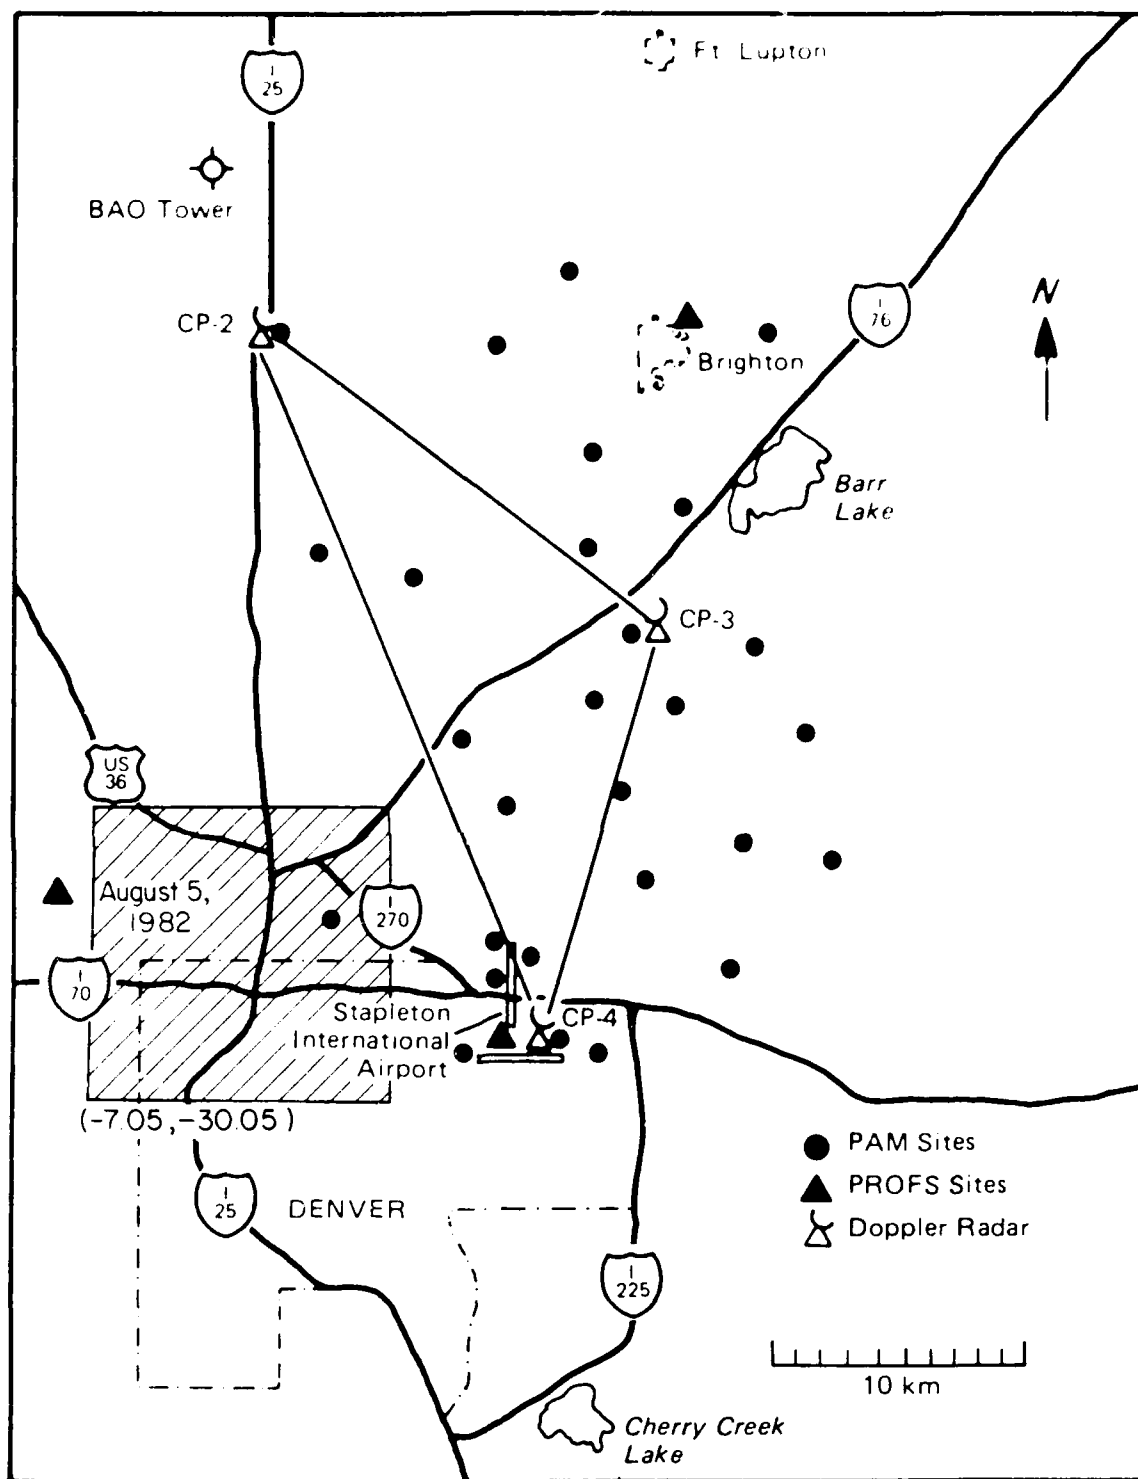 Ft. Lupton
I
25
BAO Tower
N
CP-2
I
76
Brighton
Barr
Lake
CP-3
US
36
August 5,
1982
I
270
I
70
Stapleton
International
Airport
CP-4
(-7.05,-30.05)
PAM Sites
PROFS Sites
Doppler Radar
I
25
DENVER
I
225
10 km
Cherry Creek
Lake